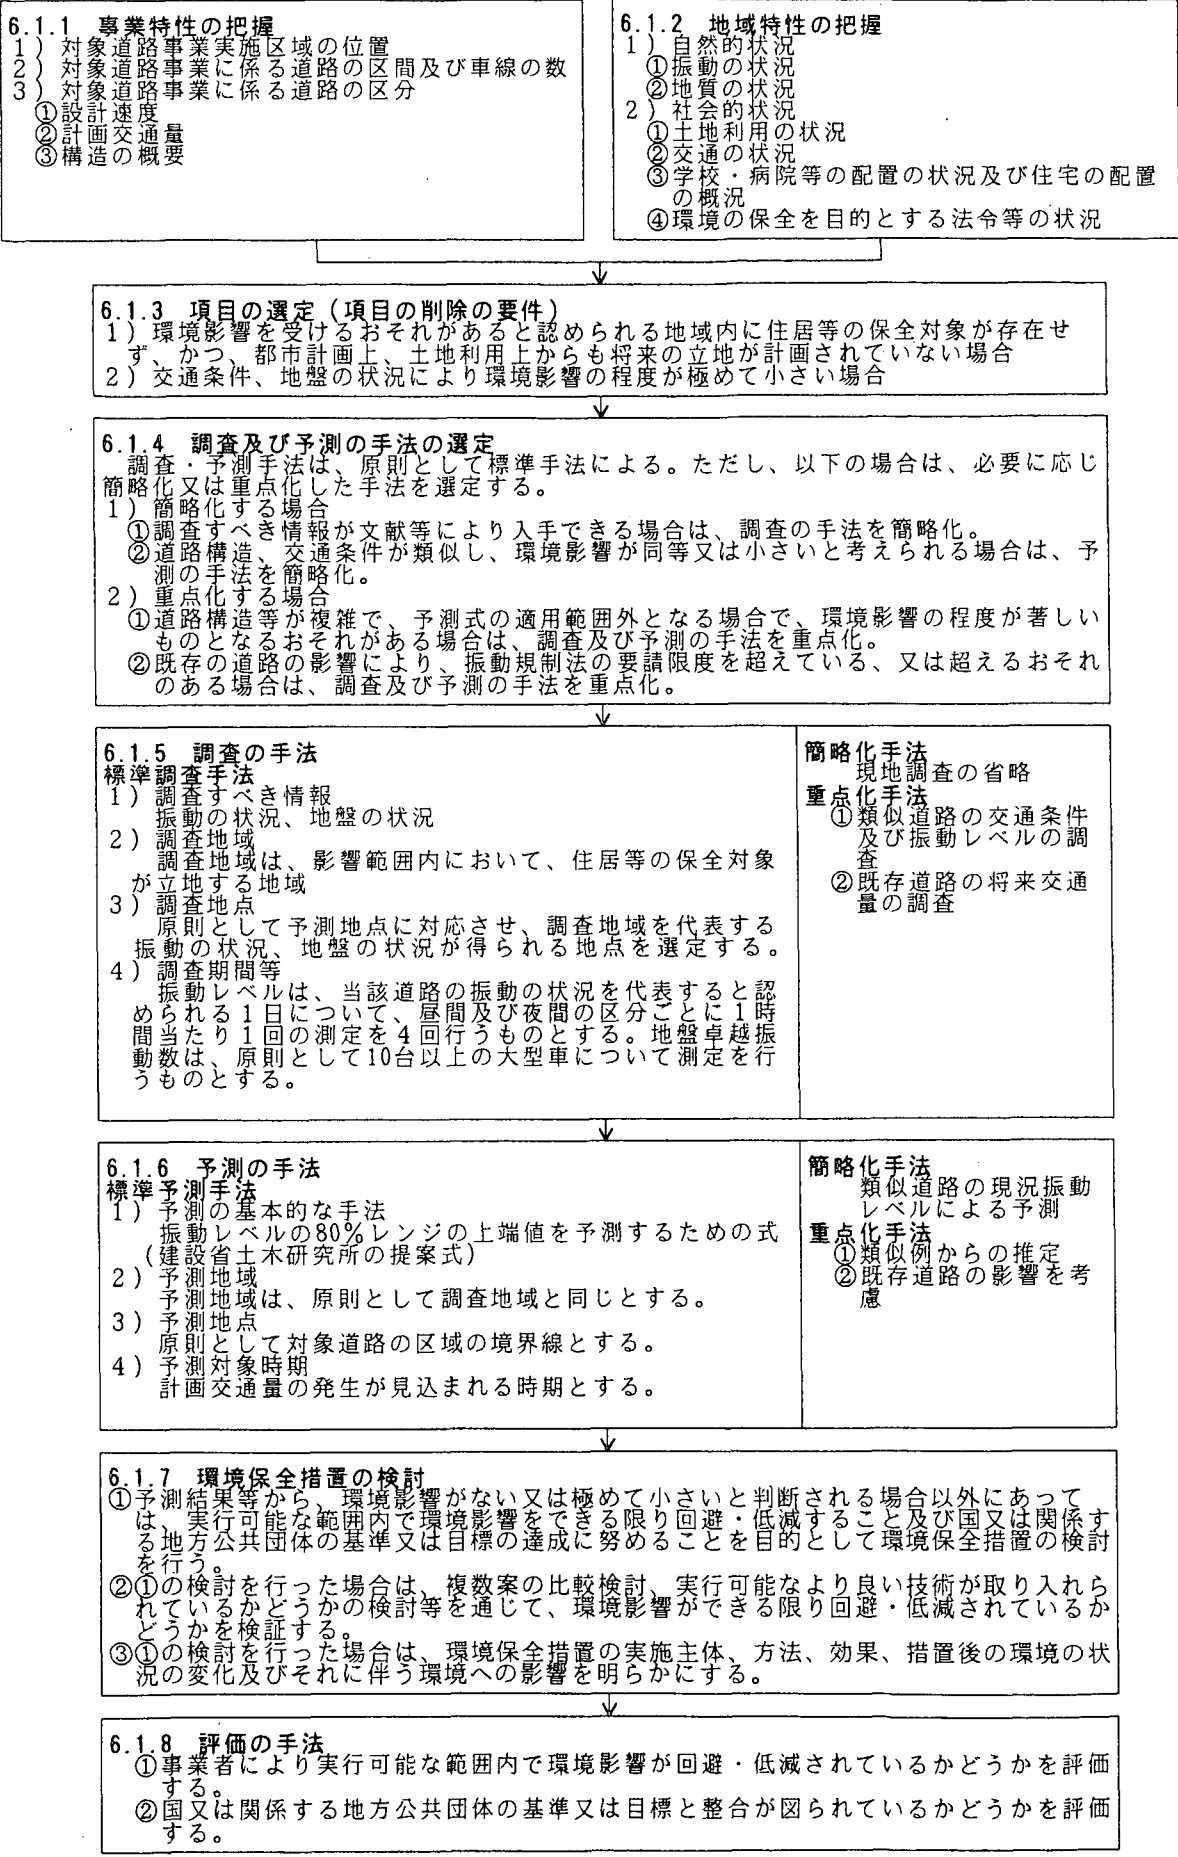 6.1.1 事業特性の把握
1）対象道路事業実施区域の位置
2）対象道路事業に係る道路の区間及び車線の数
3）対象道路事業に係る道路の区分
①設計速度
②計画交通量
③構造の概要
6.1.2 地域特性の把握
1）自然的状況
①振動の状況
②地質の状況
2）社会的状況
①土地利用の状況
②交通の状況
③学校・病院等の配置の状況及び住宅の配置
の概況
④環境の保全を目的とする法令等の状況
6.1.3 項目の選定（項目の削除の要件）
1）環境影響を受けるおそれがあると認められる地域内に住居等の保全対象が存在せ
ず、かつ、都市計画上、土地利用上からも将来の立地が計画されていない場合
2）交通条件、地盤の状況により環境影響の程度が極めて小さい場合
6.1.4 調査及び予測の手法の選定
調査・予測手法は、原則として標準手法による。ただし、以下の場合は、必要に応じ
簡略化又は重点化した手法を選定する。
1）簡略化する場合
①調査すべき情報が文献等により入手できる場合は、調査の手法を簡略化。
②道路構造、交通条件が類似し、環境影響が同等又は小さいと考えられる場合は、予
測の手法を簡略化。
2）重点化する場合
①道路構造等が複雑で、予測式の適用範囲外となる場合で、環境影響の程度が著しい
ものとなるおそれがある場合は、調査及び予測の手法を重点化。
②既存の道路の影響により、振動規制法の要請限度を超えている、又は超えるおそれ
のある場合は、調査及び予測の手法を重点化。
6.1.5 調査の手法
標準調査手法
1）調査すべき情報
振動の状況、地盤の状況
2）調査地域
調査地域は、影響範囲内において、住居等の保全対象
が立地する地域
3）調査地点
原則として予測地点に対応させ、調査地域を代表する
振動の状況、地盤の状況が得られる地点を選定する。
4）調査期間等
振動レベルは、当該道路の振動の状況を代表すると認
められる1日について、昼間及び夜間の区分ごとに1時
間当たり1回の測定を4回行うものとする。地盤卓越振
動数は、原則として10台以上の大型車について測定を行
うものとする。
簡略化手法
現地調査の省略
重点化手法
①類似道路の交通条件
及び振動レベルの調
査
②既存道路の将来交通
量の調査
6.1.6 予測の手法
標準予測手法
1）予測の基本的な手法
振動レベルの80%レンジの上端値を予測するための式
（建設省土木研究所の提案式）
2）予測地域
予測地域は、原則として調査地域と同じとする。
3）予測地点
原則として対象道路の区域の境界線とする。
4）予測対象時期
計画交通量の発生が見込まれる時期とする。
簡略化手法
類似道路の現況振動
レベルによる予測
重点化手法
①類似例からの推定
②既存道路の影響を考
慮
6.1.7 環境保全措置の検討
①予測結果等から、環境影響がない又は極めて小さいと判断される場合以外にあって
は、実行可能な範囲内で環境影響をできる限り回避・低減すること及び国又は関係す
る地方公共団体の基準又は目標の達成に努めることを目的として環境保全措置の検討
を行う。
②①の検討を行った場合は、複数案の比較検討、実行可能なより良い技術が取り入れら
れているかどうかの検討等を通じて、環境影響ができる限り回避・低減されているか
どうかを検証する。
③①の検討を行った場合は、環境保全措置の実施主体、方法、効果、措置後の環境の状
況の変化及びそれに伴う環境への影響を明らかにする。
6.1.8 評価の手法
①事業者により実行可能な範囲内で環境影響が回避・低減されているかどうかを評価
する。
②国又は関係する地方公共団体の基準又は目標と整合が図られているかどうかを評価
する。